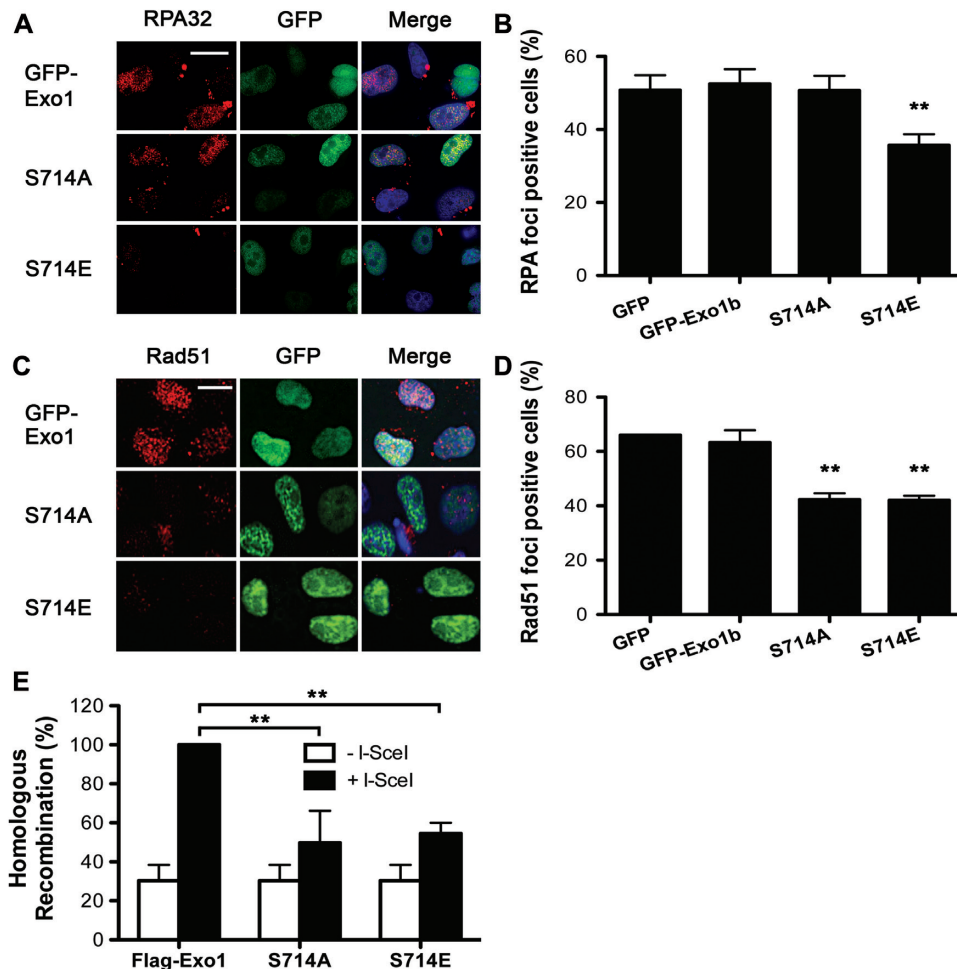 A
RPA32
GFP
Merge
GFP-
Exo1
S714A
S714E
B
RPA foci positive cells (%)
60
40
20
0
GFP
GFP-Exo1b
S714A
S714E
**
C
Rad51
GFP
Merge
GFP-
Exo1
S714A
S714E
D
Rad51 foci positive cells (%)
80
60
40
20
0
GFP
GFP-Exo1b
S714A
S714E
**
**
E
Homologous
Recombination (%)
120
100
80
60
40
20
0
**
**
- I-SceI
+ I-SceI
Flag-Exo1
S714A
S714E